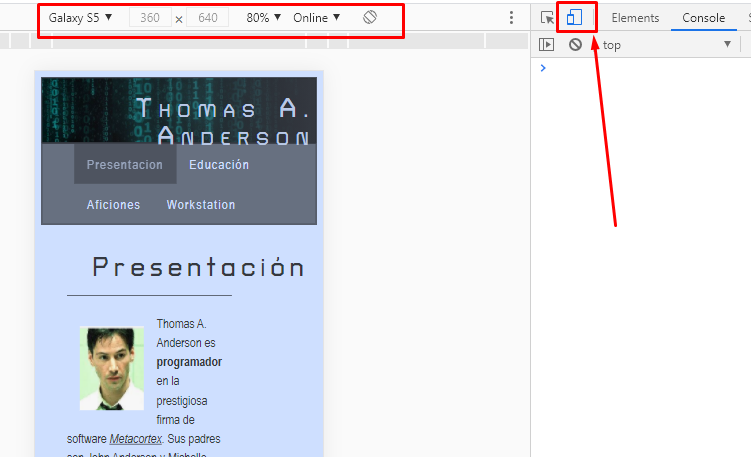 Galaxy S5 ▼ 360 × 640 80% ▼ Online ▼
Elements Console S
top ▼
Thomas A.
Anderson
Presentacion Educación
Aficiones Workstation
Presentación
Thomas A.
Anderson es
programador
en la
prestigiosa
firma de
software Metacortex. Sus padres
son John Anderson y Michelle